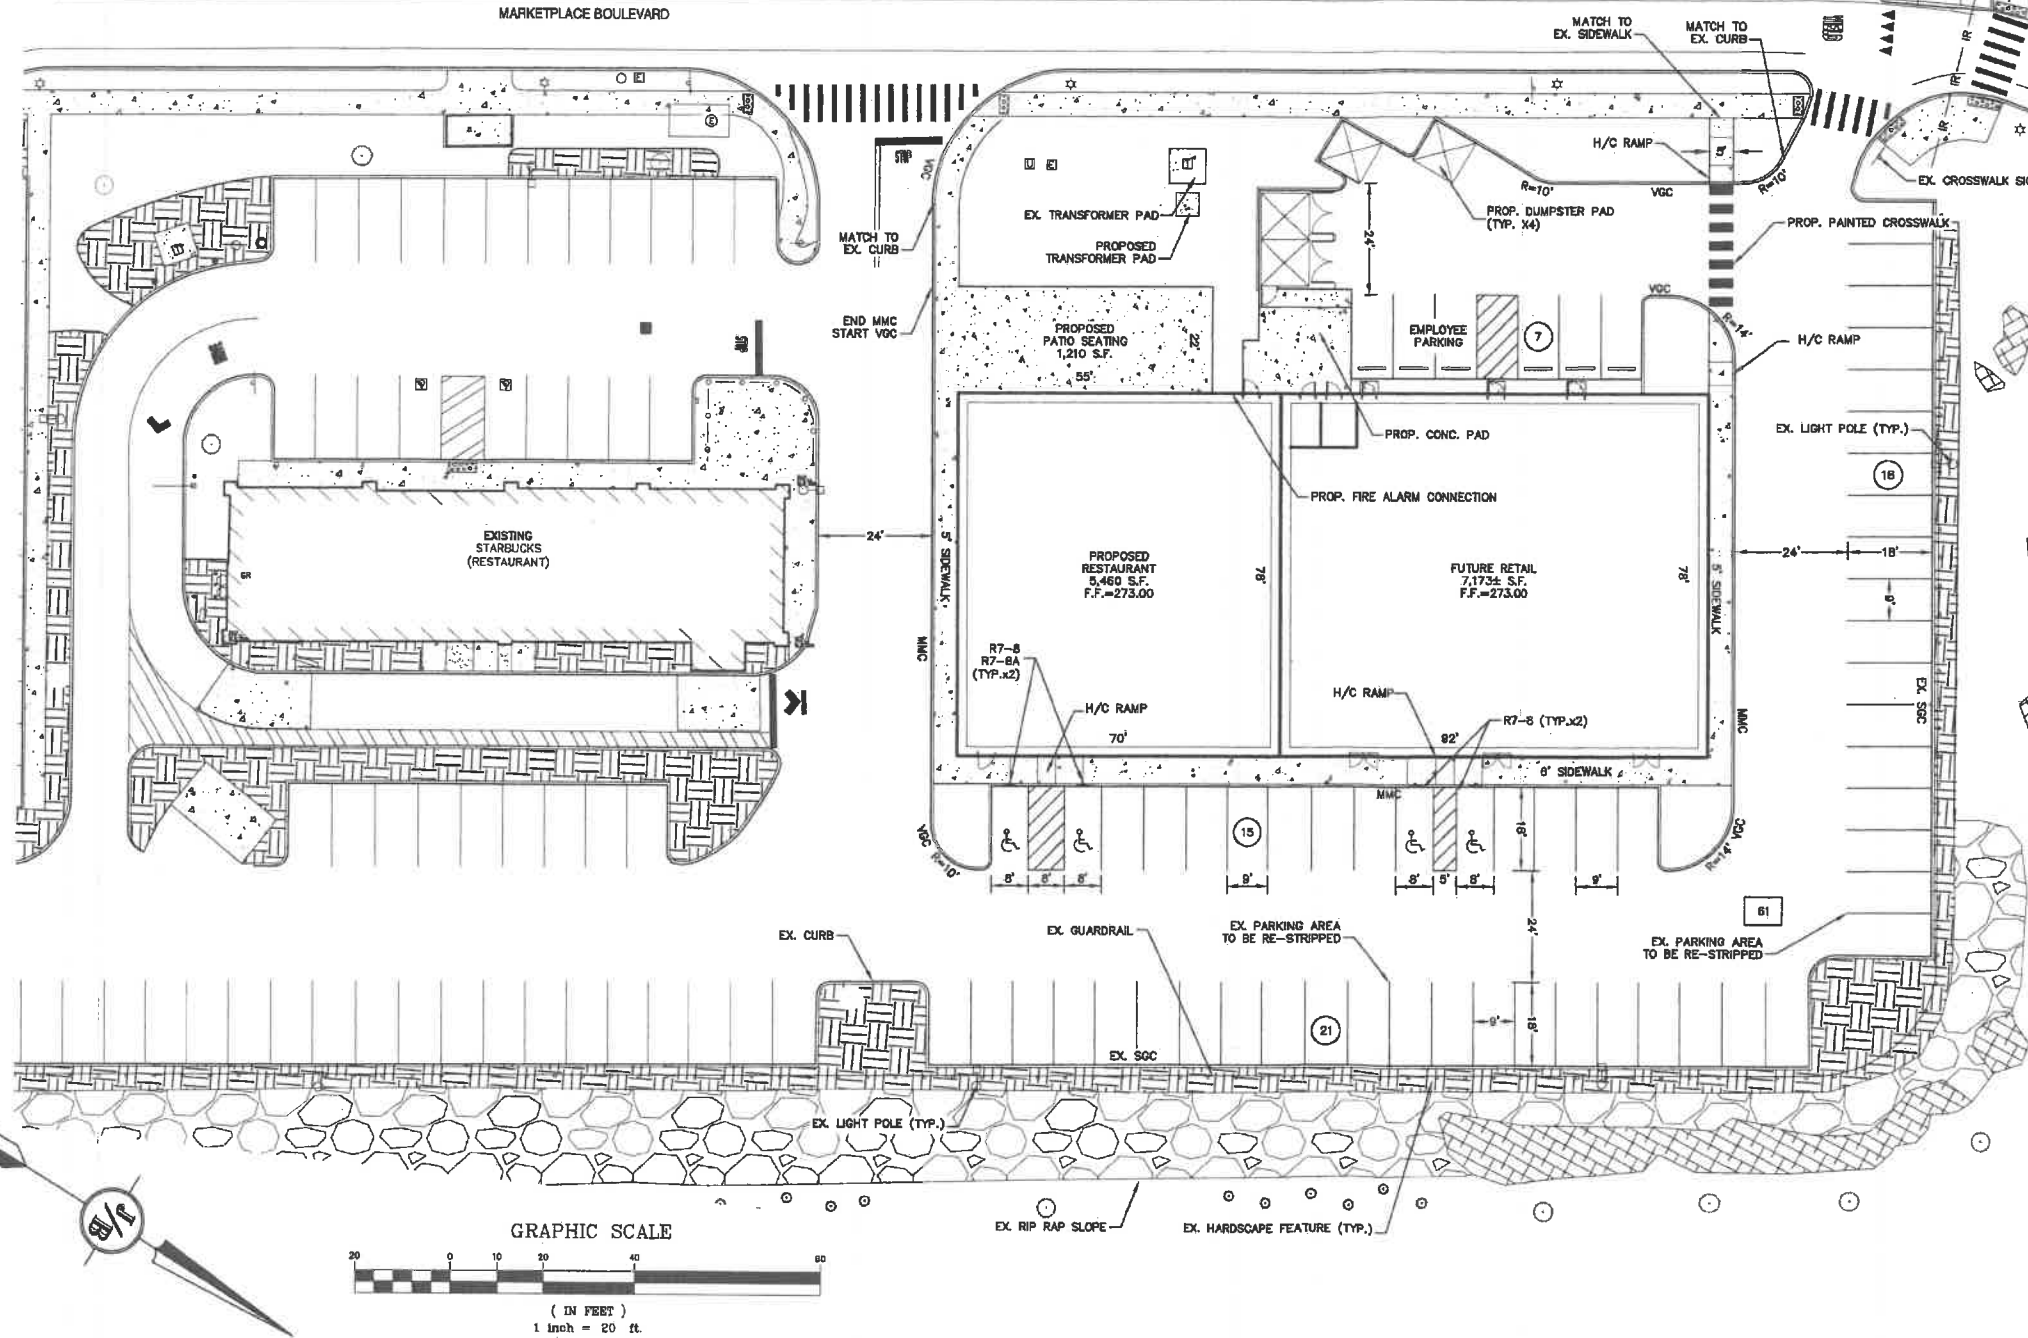 MARKETPLACE BOULEVARD
MATCH TO
EX. SIDEWALK
MATCH TO
EX. CURB
H/C RAMP
5'
R=10'
VGC
R=10'
EX. CROSSWALK
IR
IR
IR
E
E
STOP
VGC
U
E
T
EX. TRANSFORMER PAD
PROPOSED
TRANSFORMER PAD
24'
PROP. DUMPSTER PAD
(TYP. X4)
PROP. PAINTED CROSSWALK
MATCH TO
EX. CURB
END MMC
START VGC
PROPOSED
PATIO SEATING
1,210 S.F.
22'
55'
EMPLOYEE
PARKING
7
VGC
R=14'
H/C RAMP
PROP. CONC. PAD
EX. LIGHT POLE (TYP.)
18
PROP. FIRE ALARM CONNECTION
EXISTING
STARBUCKS
(RESTAURANT)
24'
5' SIDEWALK
PROPOSED
RESTAURANT
5,460 S.F.
F.F.=273.00
78'
FUTURE RETAIL
7,173± S.F.
F.F.=273.00
78'
5' SIDEWALK
24'
18'
9'
MMC
R7-8
R7-8A
(TYP.x2)
H/C RAMP
70'
H/C RAMP
92'
R7-8 (TYP.x2)
MMC
EX. SGC
6' SIDEWALK
MMC
VGC
R=10'
15
18'
VGC
R=14'
8'
8'
8'
9'
8'
5'
8'
9'
61
EX. CURB
EX. GUARDRAIL
EX. PARKING AREA
TO BE RE-STRIPPED
24'
EX. PARKING AREA
TO BE RE-STRIPPED
21
9'
18'
EX. SGC
EX. LIGHT POLE (TYP.)
EX. RIP RAP SLOPE
EX. HARDSCAPE FEATURE (TYP.)
J/B
GRAPHIC SCALE
20
0
10
20
40
80
( IN FEET )
1 inch = 20 ft.